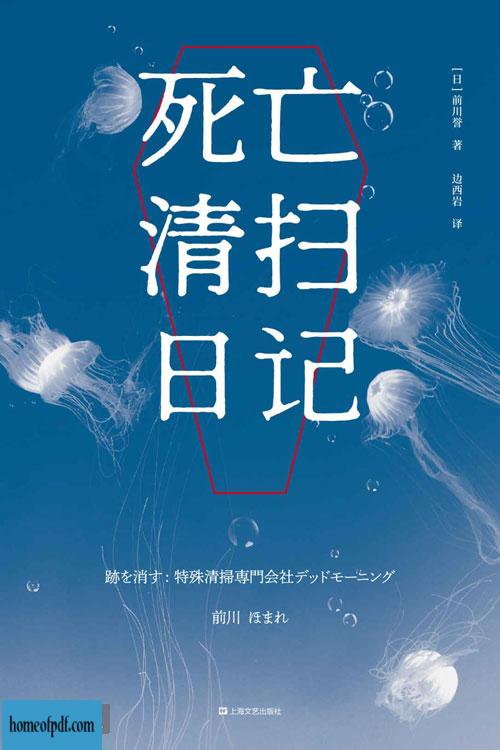 死亡
清扫
日记
[日]前川誉 著
边西岩 译
跡を消す：特殊清掃専門会社デッドモーニング
前川 ほまれ
上海文艺出版社
homeofpdf.com